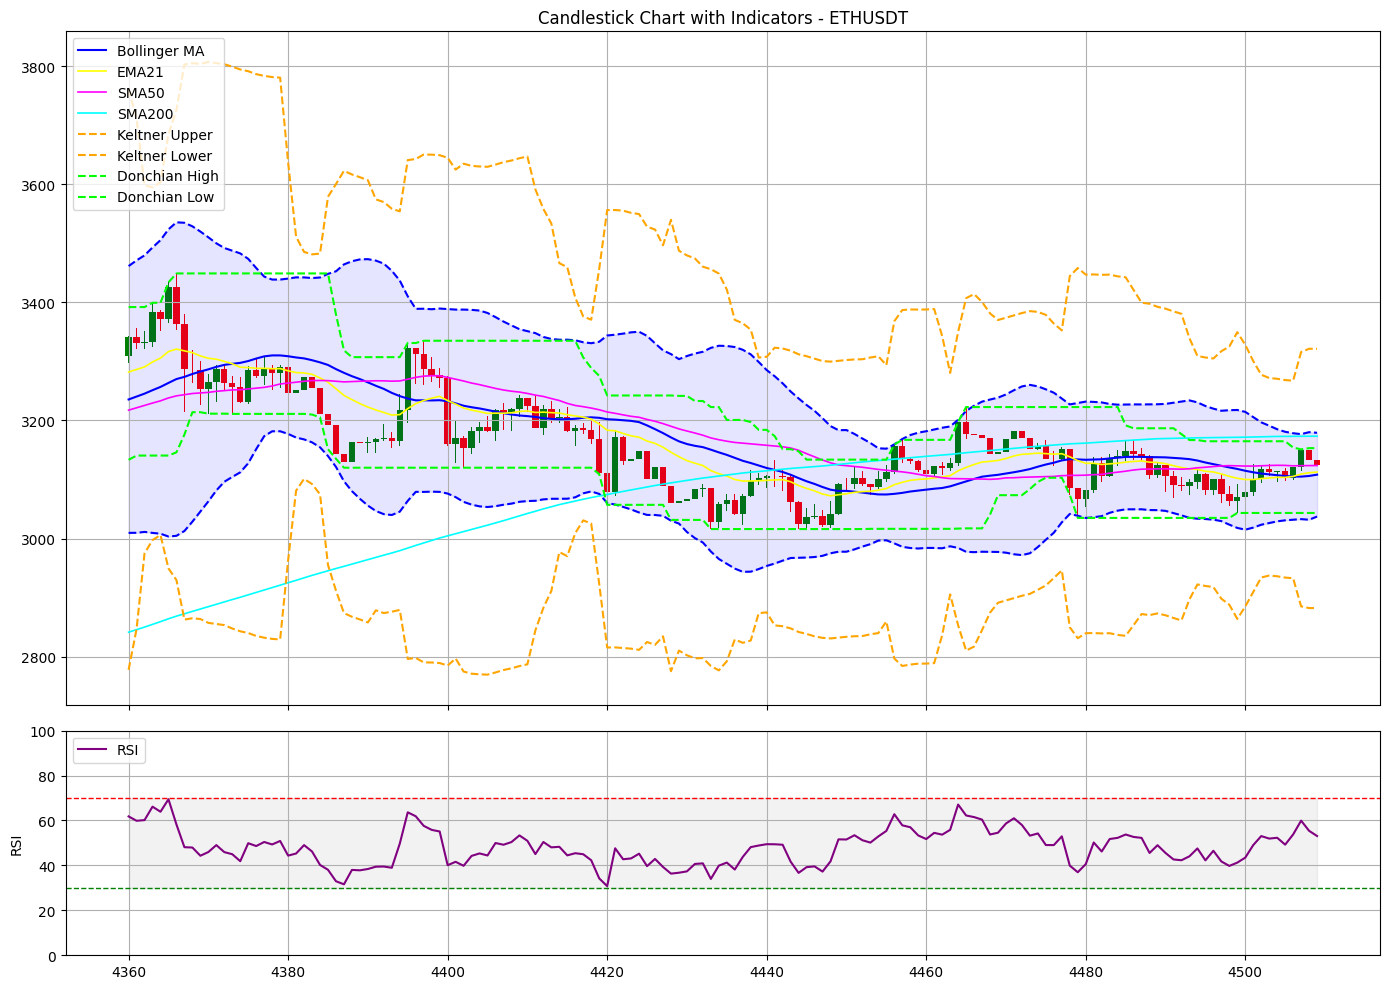 Candlestick Chart with Indicators - ETHUSDT
Bollinger MA
EMA21
SMA50
SMA200
Keltner Upper
Keltner Lower
Donchian High
Donchian Low
3800
3600
3400
3200
3000
2800
RSI
100
80
60
40
20
0
RSI
4360
4380
4400
4420
4440
4460
4480
4500